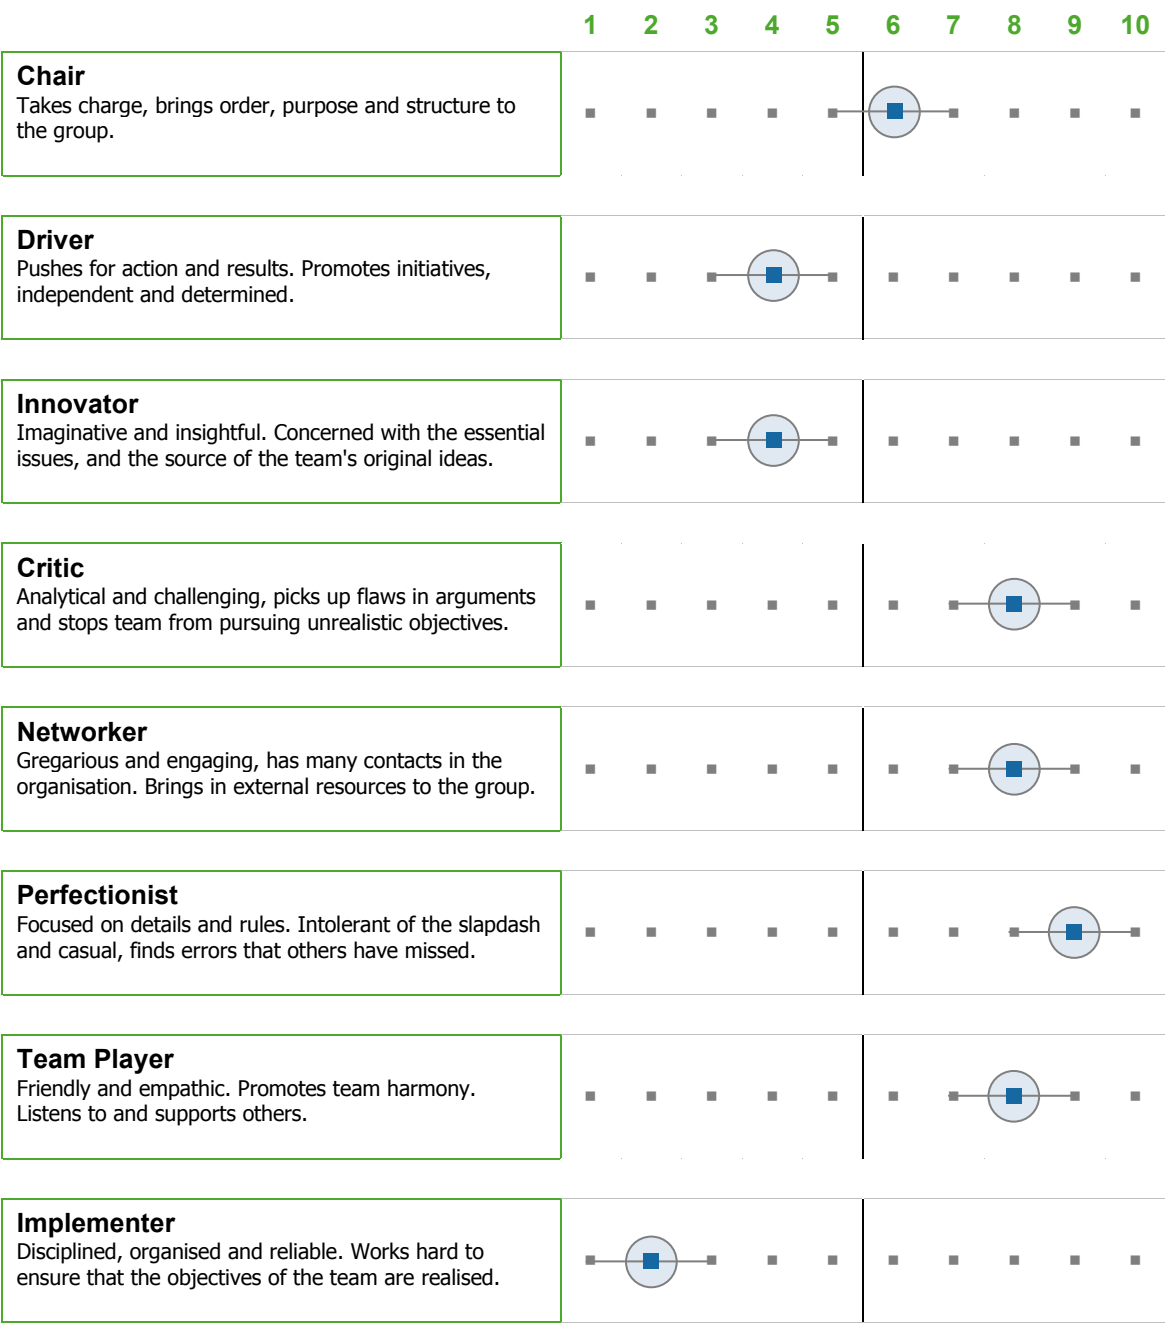 1 2 3 4 5 6 7 8 9 10
Chair
Takes charge, brings order, purpose and structure to
the group.
Driver
Pushes for action and results. Promotes initiatives,
independent and determined.
Innovator
Imaginative and insightful. Concerned with the essential
issues, and the source of the team's original ideas.
Critic
Analytical and challenging, picks up flaws in arguments
and stops team from pursuing unrealistic objectives.
Networker
Gregarious and engaging, has many contacts in the
organisation. Brings in external resources to the group.
Perfectionist
Focused on details and rules. Intolerant of the slapdash
and casual, finds errors that others have missed.
Team Player
Friendly and empathic. Promotes team harmony.
Listens to and supports others.
Implementer
Disciplined, organised and reliable. Works hard to
ensure that the objectives of the team are realised.